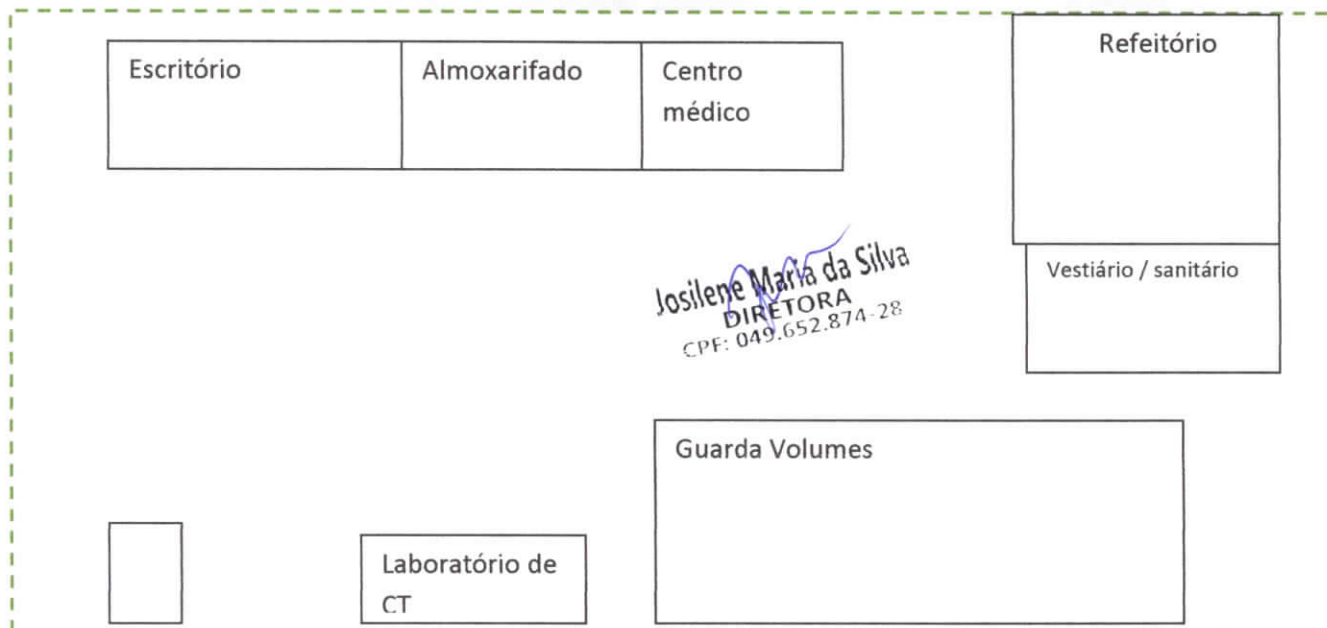 Escritório
Almoxarifado
Centro
médico
Refeitório
Josilene Maria da Silva
DIRETORA
CPF: 049.652.874-28
Vestiário / sanitário
Guarda Volumes
Laboratório de
CT